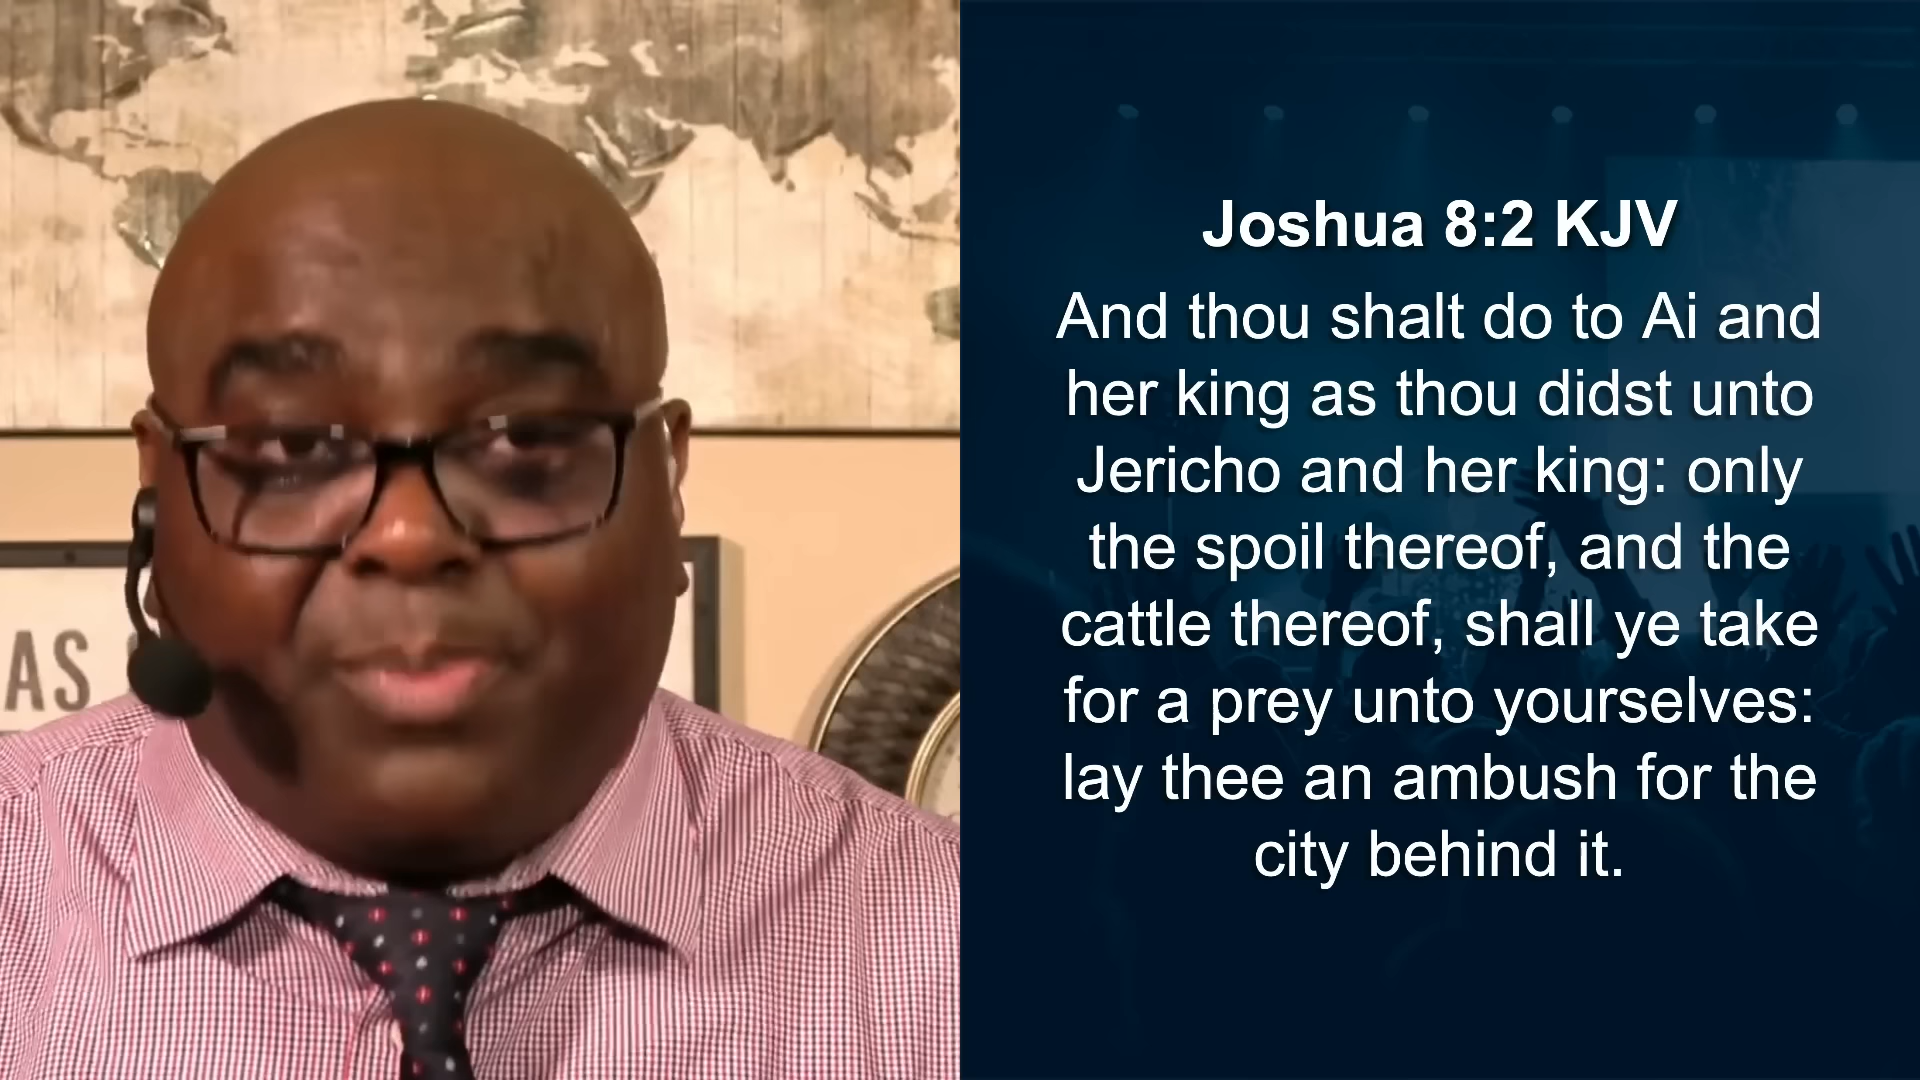 AS
Joshua 8:2 KJV
And thou shalt do to Ai and
her king as thou didst unto
Jericho and her king: only
the spoil thereof, and the
cattle thereof, shall ye take
for a prey unto yourselves:
lay thee an ambush for the
city behind it.